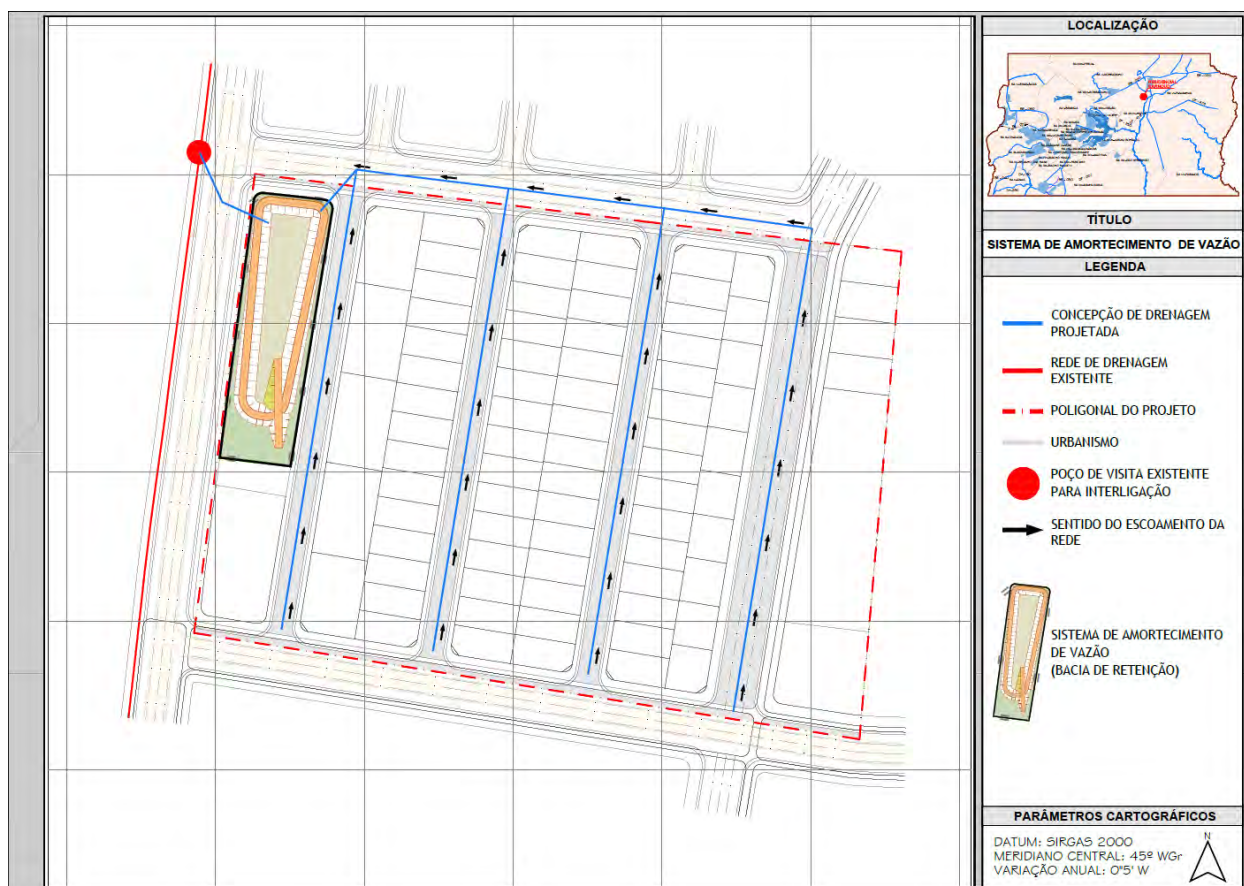 LOCALIZAÇÃO
TÍTULO
SISTEMA DE AMORTECIMENTO DE VAZÃO
LEGENDA
CONCEPÇÃO DE DRENAGEM
PROJETADA
REDE DE DRENAGEM
EXISTENTE
POLIGONAL DO PROJETO
URBANISMO
POÇO DE VISITA EXISTENTE
PARA INTERLIGAÇÃO
SENTIDO DO ESCOAMENTO DA
REDE
SISTEMA DE AMORTECIMENTO
DE VAZÃO
(BACIA DE RETENÇÃO)
PARÂMETROS CARTOGRÁFICOS
DATUM: SIRGAS 2000
MERIDIANO CENTRAL: 45º WGr
VARIAÇÃO ANUAL: 0°5' W
N